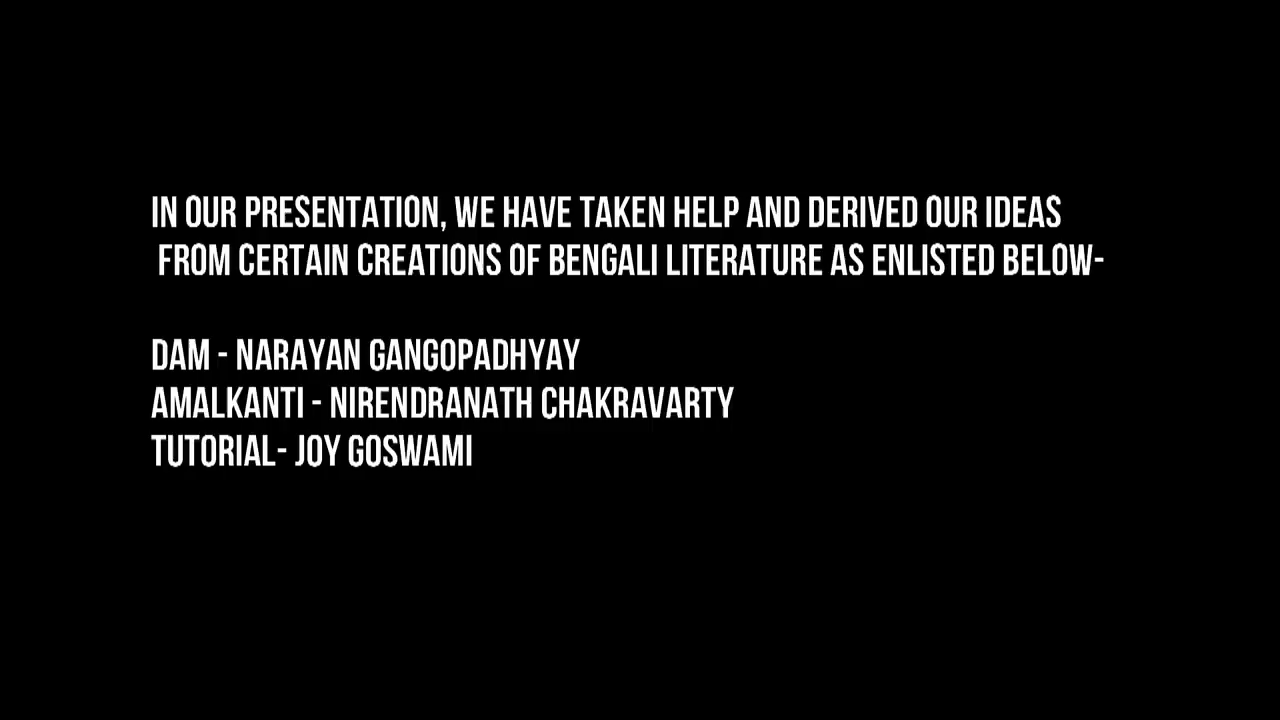 IN OUR PRESENTATION, WE HAVE TAKEN HELP AND DERIVED OUR IDEAS
FROM CERTAIN CREATIONS OF BENGALI LITERATURE AS ENLISTED BELOW-
DAM - NARAYAN GANGOPADHYAY
AMALKANTI - NIRENDRANATH CHAKRAVARTY
TUTORIAL- JOY GOSWAMI